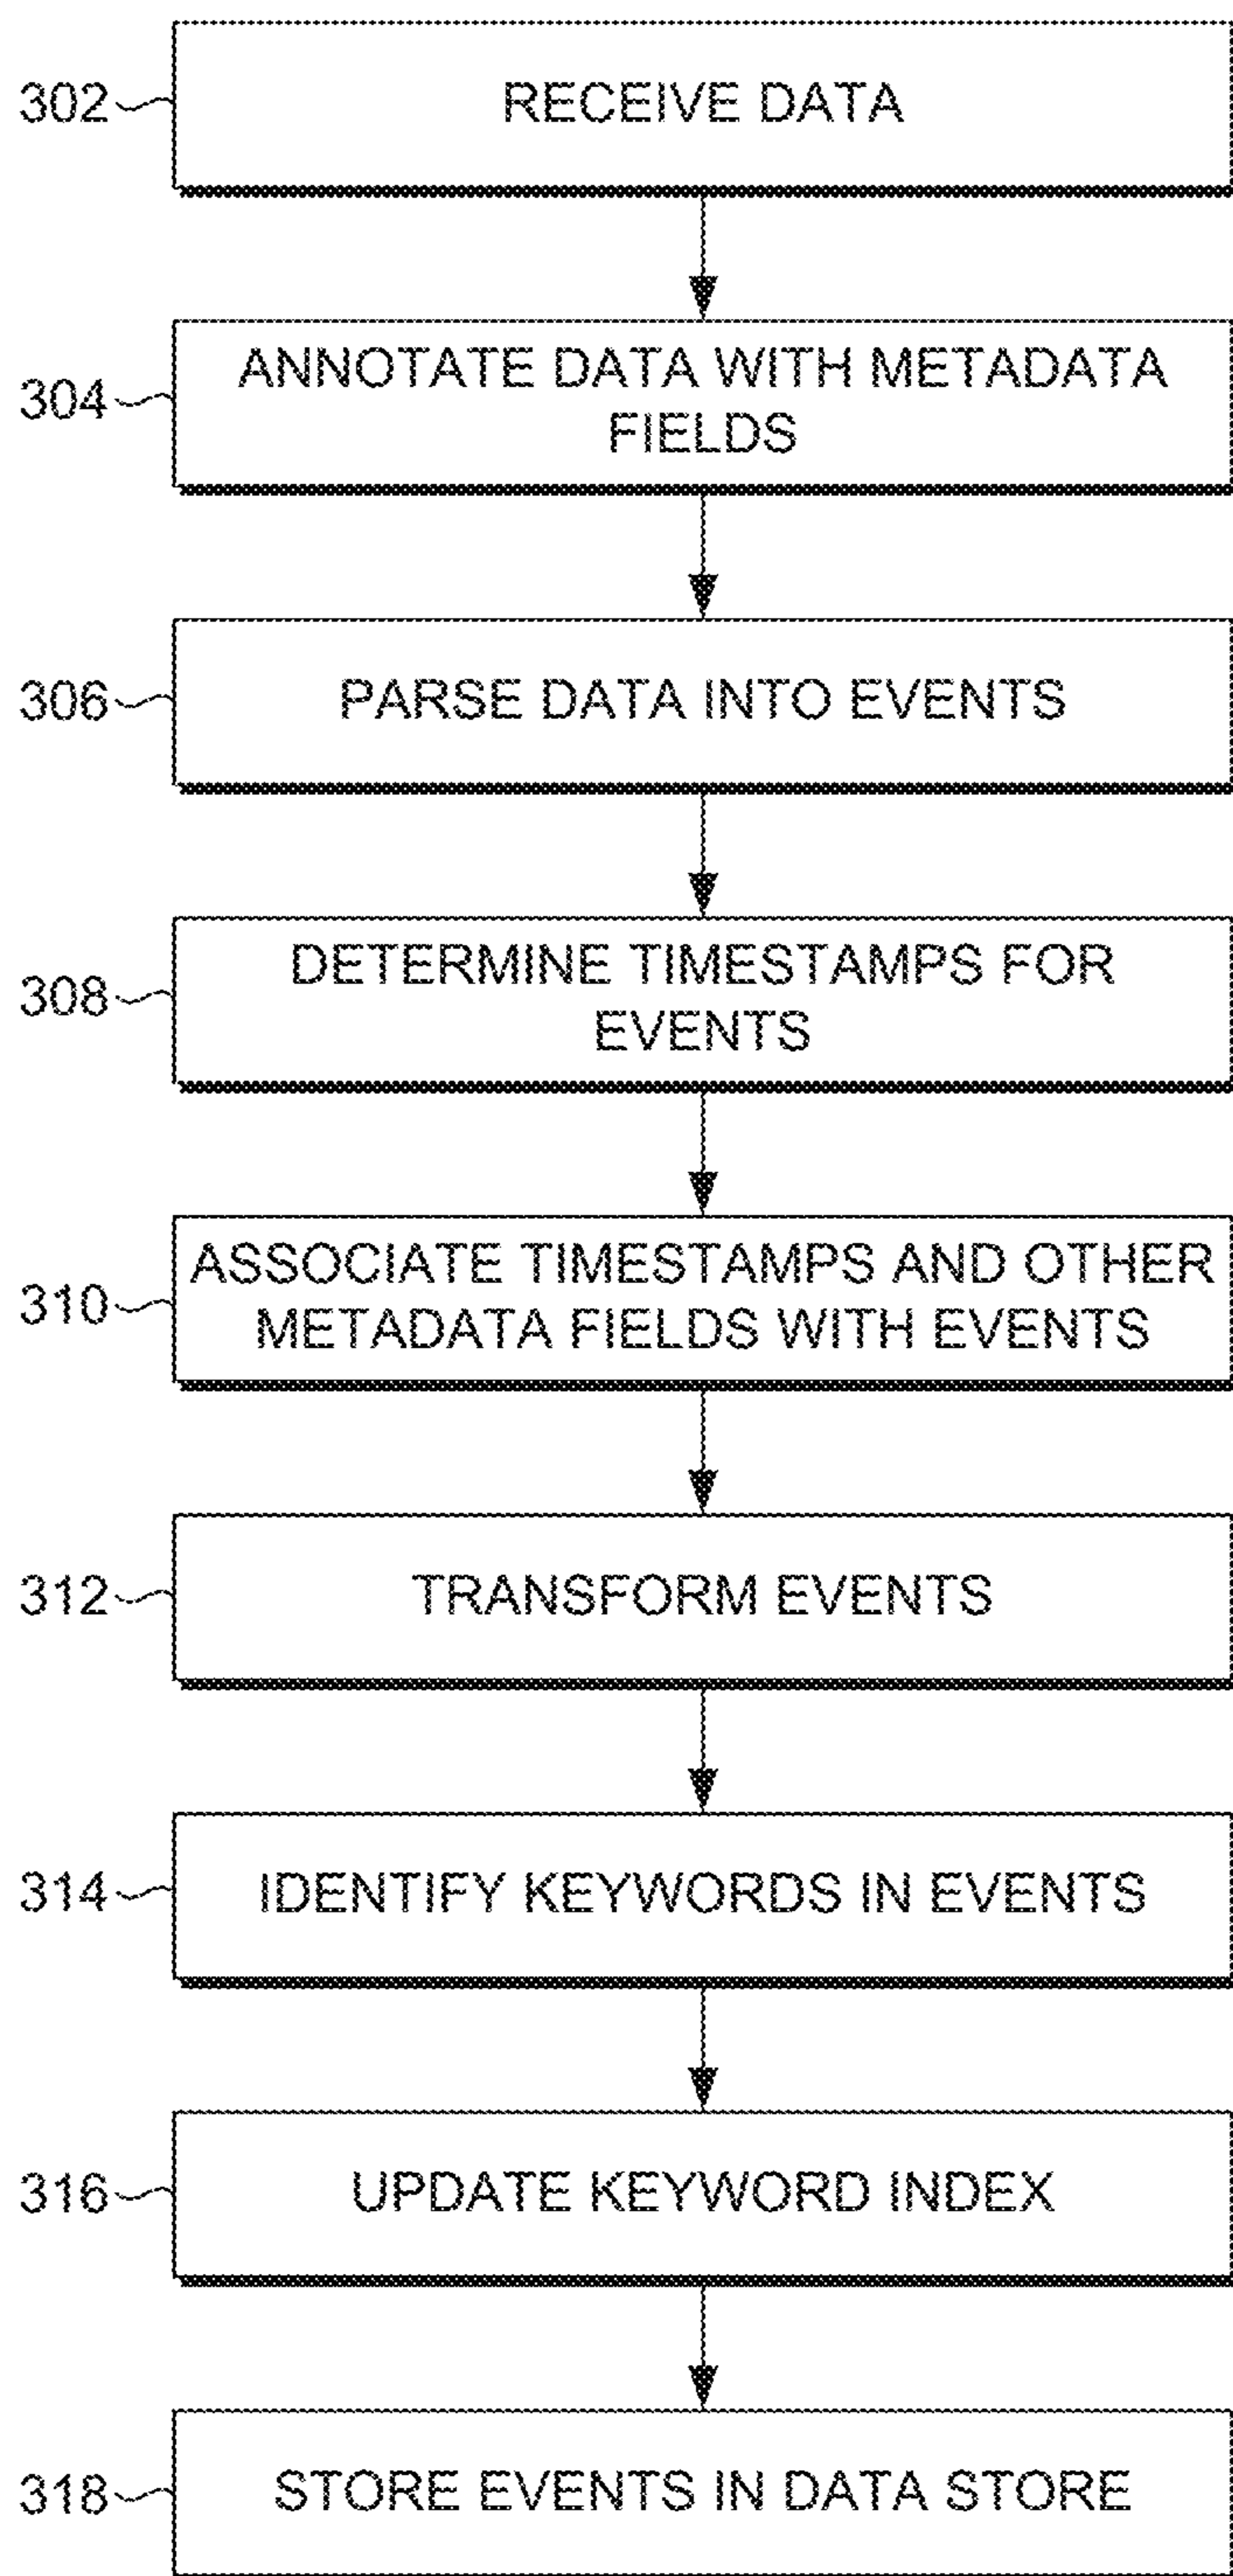 302 RECEIVE DATA
304 ANNOTATE DATA WITH METADATA
FIELDS
306 PARSE DATA INTO EVENTS
308 DETERMINE TIMESTAMPS FOR
EVENTS
310 ASSOCIATE TIMESTAMPS AND OTHER
METADATA FIELDS WITH EVENTS
312 TRANSFORM EVENTS
314 IDENTIFY KEYWORDS IN EVENTS
316 UPDATE KEYWORD INDEX
318 STORE EVENTS IN DATA STORE